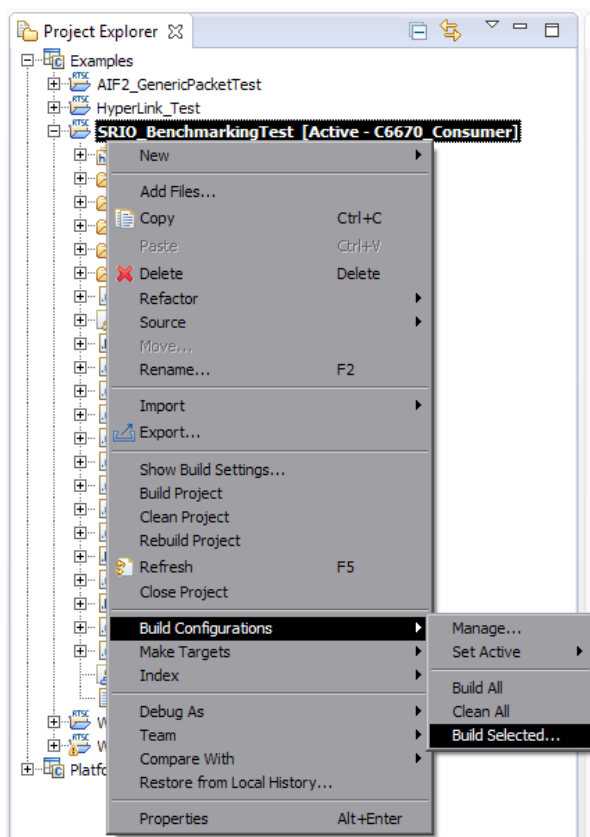 Project Explorer
Examples
RTSC
AIF2_GenericPacketTest
RTSC
HyperLink_Test
RTSC
SRIO_BenchmarkingTest [Active - C6670_Consumer]
New
Add Files...
Copy Ctrl+C
Paste Ctrl+V
Delete Delete
Refactor
Source
Move...
Rename... F2
Import
Export...
Show Build Settings...
Build Project
Clean Project
Rebuild Project
Refresh F5
Close Project
Build Configurations
Manage...
Make Targets
Set Active
Index
Build All
Debug As
Clean All
Team
Build Selected...
Compare With
Restore from Local History...
Properties Alt+Enter
RTSC
W
RTSC
W
Platfo